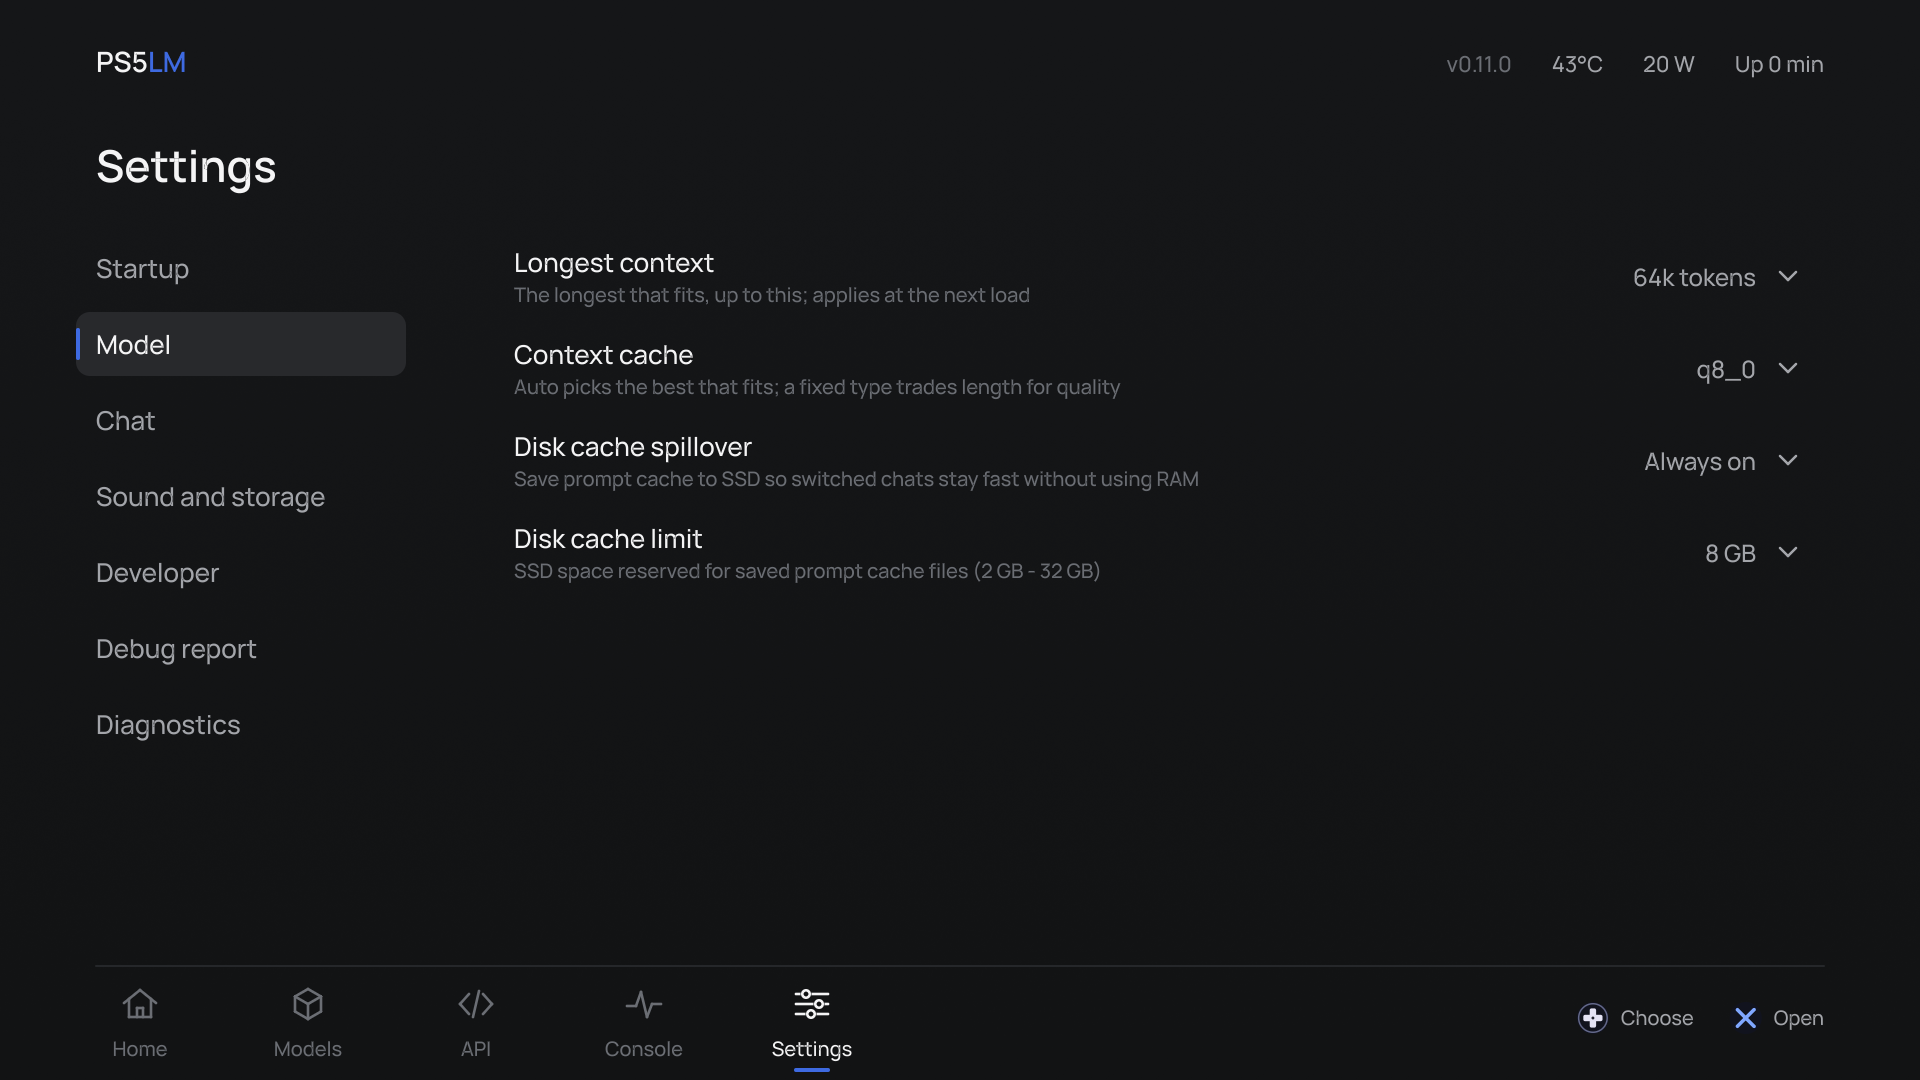 PS5LM
v0.11.0 43°C 20 W Up 0 min
Settings
Startup
Model
Chat
Sound and storage
Developer
Debug report
Diagnostics
Longest context
The longest that fits, up to this; applies at the next load
64k tokens
Context cache
Auto picks the best that fits; a fixed type trades length for quality
q8_0
Disk cache spillover
Save prompt cache to SSD so switched chats stay fast without using RAM
Always on
Disk cache limit
SSD space reserved for saved prompt cache files (2 GB - 32 GB)
8 GB
Home
Models
API
Console
Settings
Choose
Open